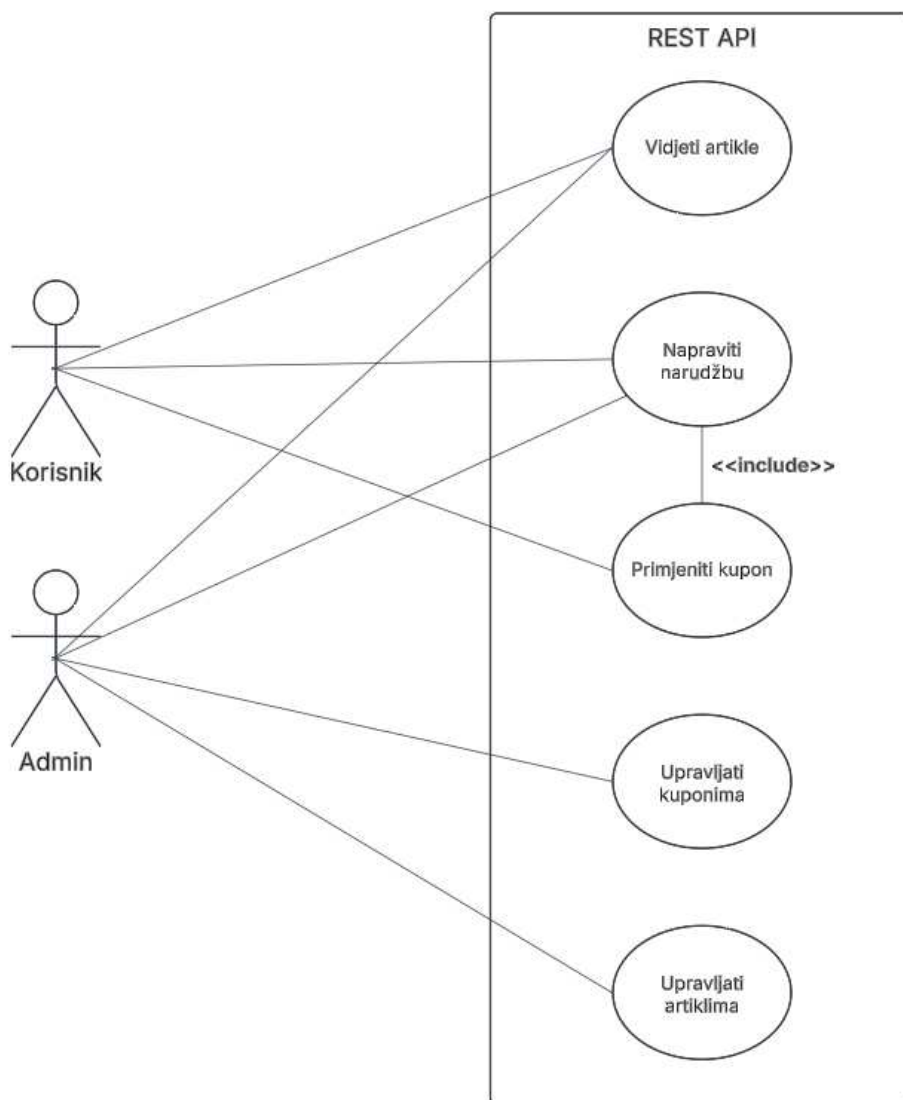 REST API
Vidjeti artikle
Napraviti
narudžbu
Korisnik
<<include>>
Primjeniti kupon
Admin
Upravljati
kuponima
Upravljati
artiklima